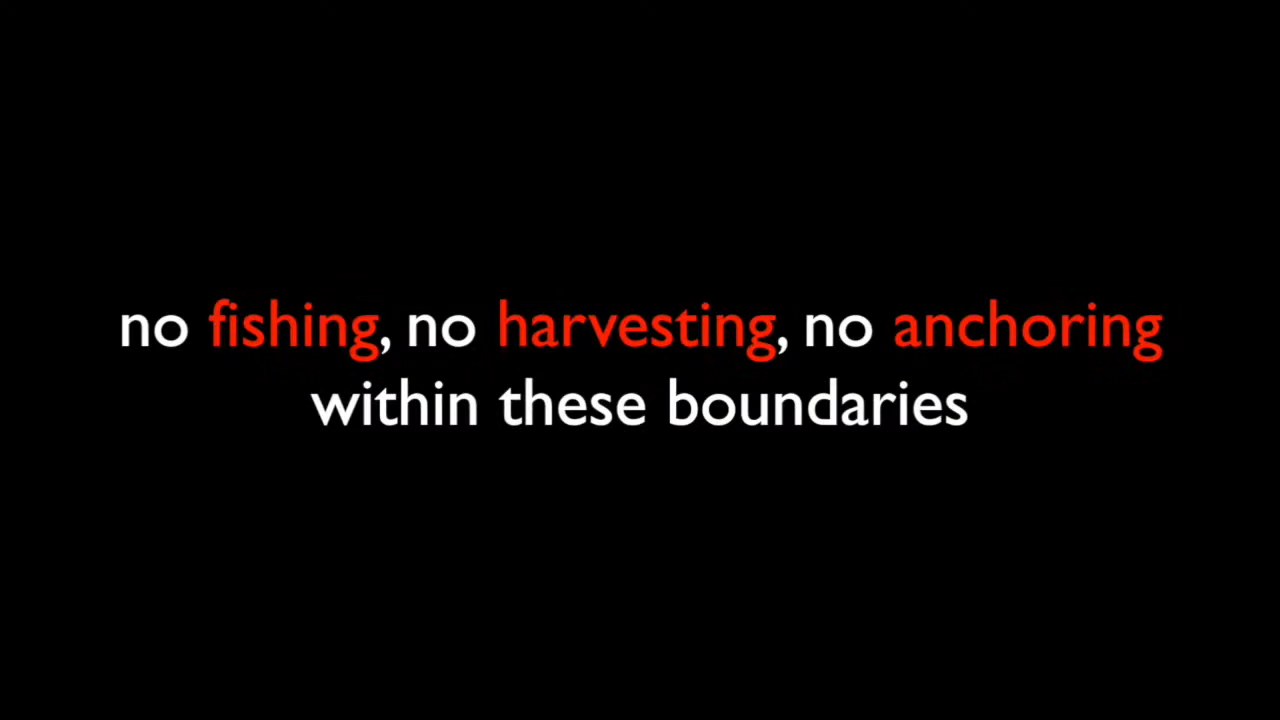 no fishing, no harvesting, no anchoring
within these boundaries